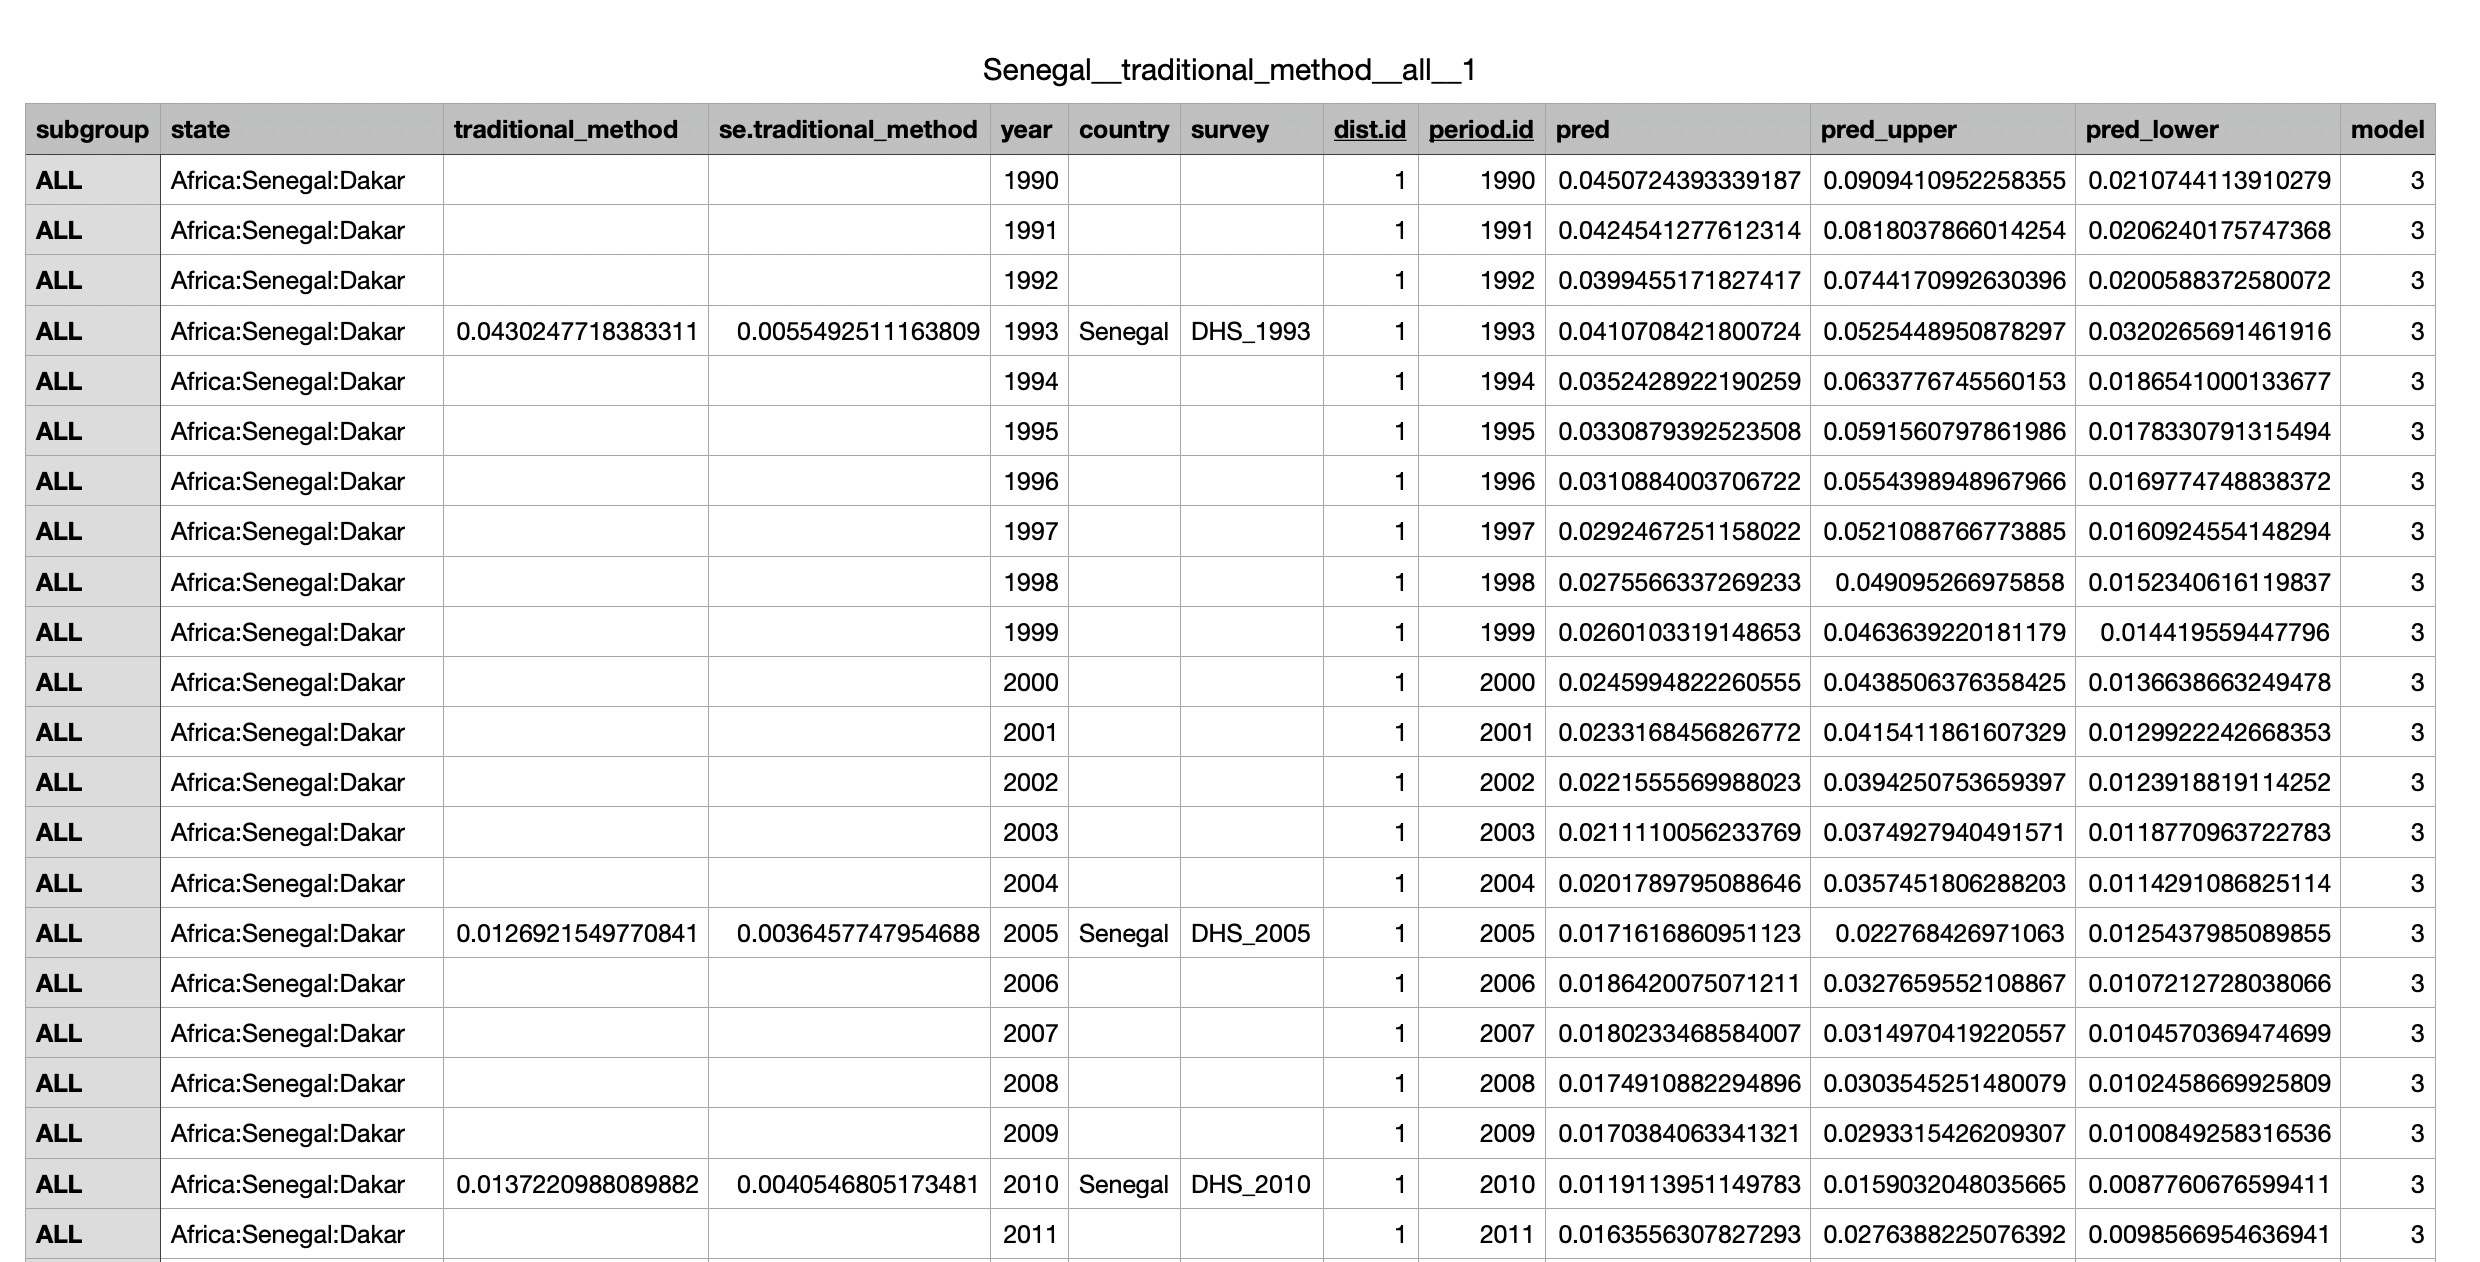 Senegal__traditional_method__all__1
subgroup state traditional_method se.traditional_method year country survey dist.id period.id pred pred_upper pred_lower model
ALL Africa:Senegal:Dakar 1990 1 1990 0.0450724393339187 0.0909410952258355 0.0210744113910279 3
ALL Africa:Senegal:Dakar 1991 1 1991 0.0424541277612314 0.0818037866014254 0.0206240175747368 3
ALL Africa:Senegal:Dakar 1992 1 1992 0.0399455171827417 0.0744170992630396 0.0200588372580072 3
ALL Africa:Senegal:Dakar 0.0430247718383311 0.0055492511163809 1993 Senegal DHS_1993 1 1993 0.0410708421800724 0.0525448950878297 0.0320265691461916 3
ALL Africa:Senegal:Dakar 1994 1 1994 0.0352428922190259 0.0633776745560153 0.0186541000133677 3
ALL Africa:Senegal:Dakar 1995 1 1995 0.0330879392523508 0.0591560797861986 0.0178330791315494 3
ALL Africa:Senegal:Dakar 1996 1 1996 0.0310884003706722 0.0554398948967966 0.0169774748838372 3
ALL Africa:Senegal:Dakar 1997 1 1997 0.0292467251158022 0.0521088766773885 0.0160924554148294 3
ALL Africa:Senegal:Dakar 1998 1 1998 0.0275566337269233 0.049095266975858 0.0152340616119837 3
ALL Africa:Senegal:Dakar 1999 1 1999 0.0260103319148653 0.0463639220181179 0.014419559447796 3
ALL Africa:Senegal:Dakar 2000 1 2000 0.0245994822260555 0.0438506376358425 0.0136638663249478 3
ALL Africa:Senegal:Dakar 2001 1 2001 0.0233168456826772 0.0415411861607329 0.0129922242668353 3
ALL Africa:Senegal:Dakar 2002 1 2002 0.0221555569988023 0.0394250753659397 0.0123918819114252 3
ALL Africa:Senegal:Dakar 2003 1 2003 0.0211110056233769 0.0374927940491571 0.0118770963722783 3
ALL Africa:Senegal:Dakar 2004 1 2004 0.0201789795088646 0.0357451806288203 0.0114291086825114 3
ALL Africa:Senegal:Dakar 0.0126921549770841 0.0036457747954688 2005 Senegal DHS_2005 1 2005 0.0171616860951123 0.022768426971063 0.0125437985089855 3
ALL Africa:Senegal:Dakar 2006 1 2006 0.0186420075071211 0.0327659552108867 0.0107212728038066 3
ALL Africa:Senegal:Dakar 2007 1 2007 0.0180233468584007 0.0314970419220557 0.0104570369474699 3
ALL Africa:Senegal:Dakar 2008 1 2008 0.0174910882294896 0.0303545251480079 0.0102458669925809 3
ALL Africa:Senegal:Dakar 2009 1 2009 0.0170384063341321 0.0293315426209307 0.0100849258316536 3
ALL Africa:Senegal:Dakar 0.0137220988089882 0.0040546805173481 2010 Senegal DHS_2010 1 2010 0.0119113951149783 0.0159032048035665 0.0087760676599411 3
ALL Africa:Senegal:Dakar 2011 1 2011 0.0163556307827293 0.0276388225076392 0.0098566954636941 3